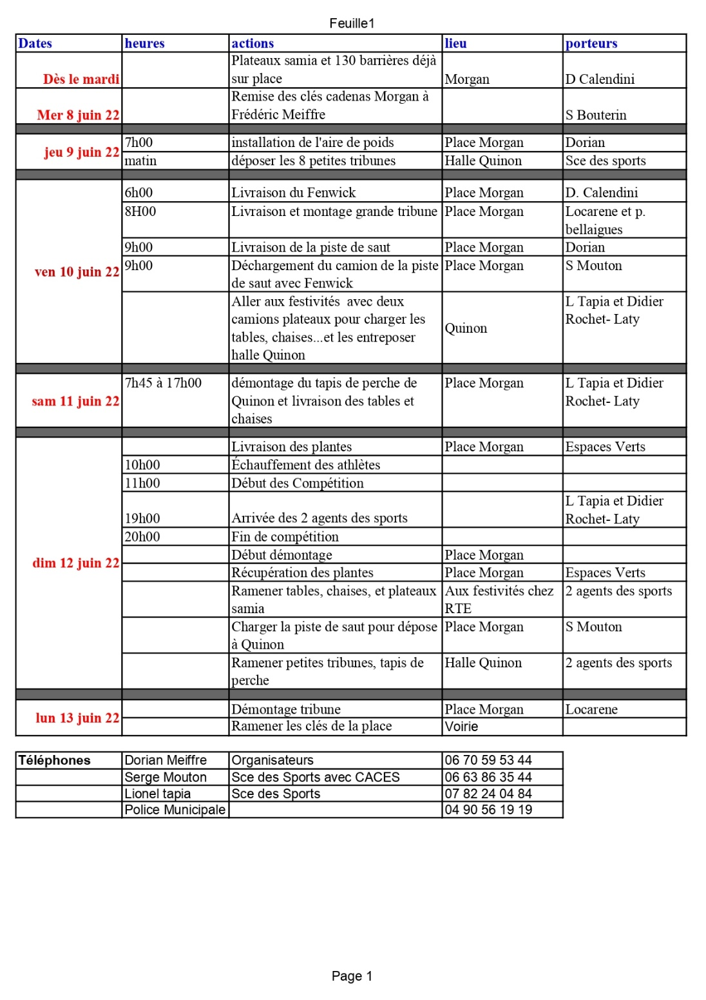 Feuille1
Dates heures actions lieu porteurs
Plateaux samia et 130 barrières déjà
Dès le mardi sur place Morgan D Calendini
Remise des clés cadenas Morgan à
Mer 8 juin 22 Frédéric Meiffre S Bouterin
jeu 9 juin 22 7h00 installation de l'aire de poids Place Morgan Dorian
matin déposer les 8 petites tribunes Halle Quinon Sce des sports
6h00 Livraison du Fenwick Place Morgan D. Calendini
8H00 Livraison et montage grande tribune Place Morgan Locarene et p.
bellaigues
9h00 Livraison de la piste de saut Place Morgan Dorian
ven 10 juin 22 9h00 Déchargement du camion de la piste Place Morgan S Mouton
de saut avec Fenwick
Aller aux festivités  avec deux L Tapia et Didier
camions plateaux pour charger les Rochet- Laty
tables, chaises...et les entreposer Quinon
halle Quinon
7h45 à 17h00 démontage du tapis de perche de Place Morgan L Tapia et Didier
sam 11 juin 22 Quinon et livraison des tables et Rochet- Laty
chaises
Livraison des plantes Place Morgan Espaces Verts
10h00 Échauffement des athlètes
11h00 Début des Compétition
L Tapia et Didier
19h00 Arrivée des 2 agents des sports Rochet- Laty
20h00 Fin de compétition
Début démontage Place Morgan
dim 12 juin 22 Récupération des plantes Place Morgan Espaces Verts
Ramener tables, chaises, et plateaux Aux festivités chez 2 agents des sports
samia RTE
Charger la piste de saut pour dépose Place Morgan S Mouton
à Quinon
Ramener petites tribunes, tapis de Halle Quinon 2 agents des sports
perche
lun 13 juin 22 Démontage tribune Place Morgan Locarene
Ramener les clés de la place Voirie
Téléphones Dorian Meiffre Organisateurs 06 70 59 53 44
Serge Mouton Sce des Sports avec CACES 06 63 86 35 44
Lionel tapia Sce des Sports 07 82 24 04 84
Police Municipale 04 90 56 19 19
Page 1